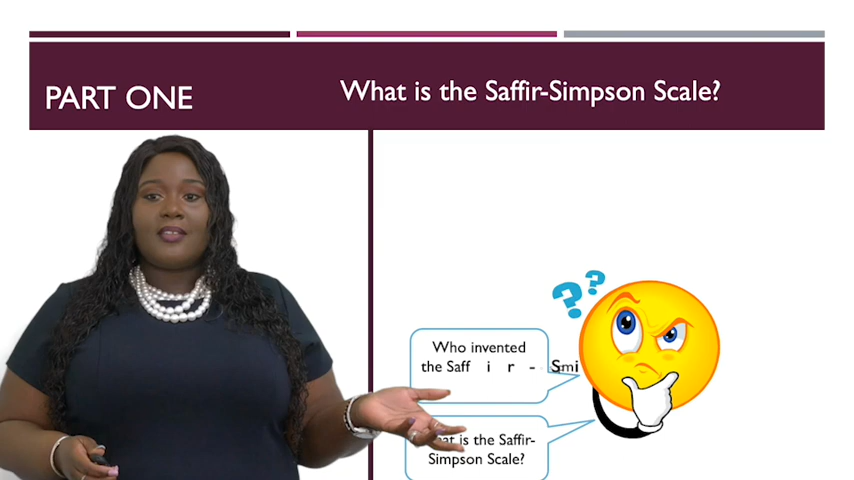 PART ONE
What is the Saffir-Simpson Scale?
??
Who invented
the Saff i r - Smi
is the Saffir-
Simpson Scale?